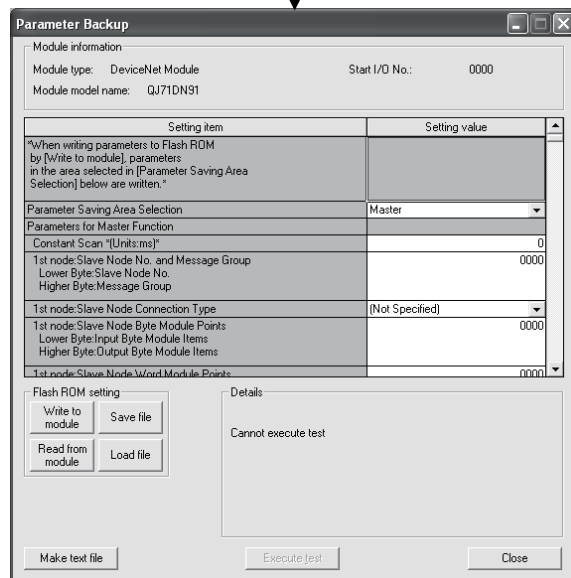 Parameter Backup
Module information
Module type: DeviceNet Module Start I/O No.: 0000
Module model name: QJ71DN91
Setting item Setting value
*When writing parameters to Flash ROM
by [Write to module], parameters
in the area selected in [Parameter Saving Area
Selection] below are written.*
Parameter Saving Area Selection Master
Parameters for Master Function
Constant Scan *(Units:ms)* 0
1st node:Slave Node No. and Message Group 0000
Lower Byte:Slave Node No.
Higher Byte:Message Group
1st node:Slave Node Connection Type (Not Specified)
1st node:Slave Node Byte Module Points 0000
Lower Byte:Input Byte Module Items
Higher Byte:Output Byte Module Items
1st node:Slave Node Word Module Points 0000
Flash ROM setting Details
Write to
module Save file
Cannot execute test
Read from
module Load file
Make text file Execute test Close